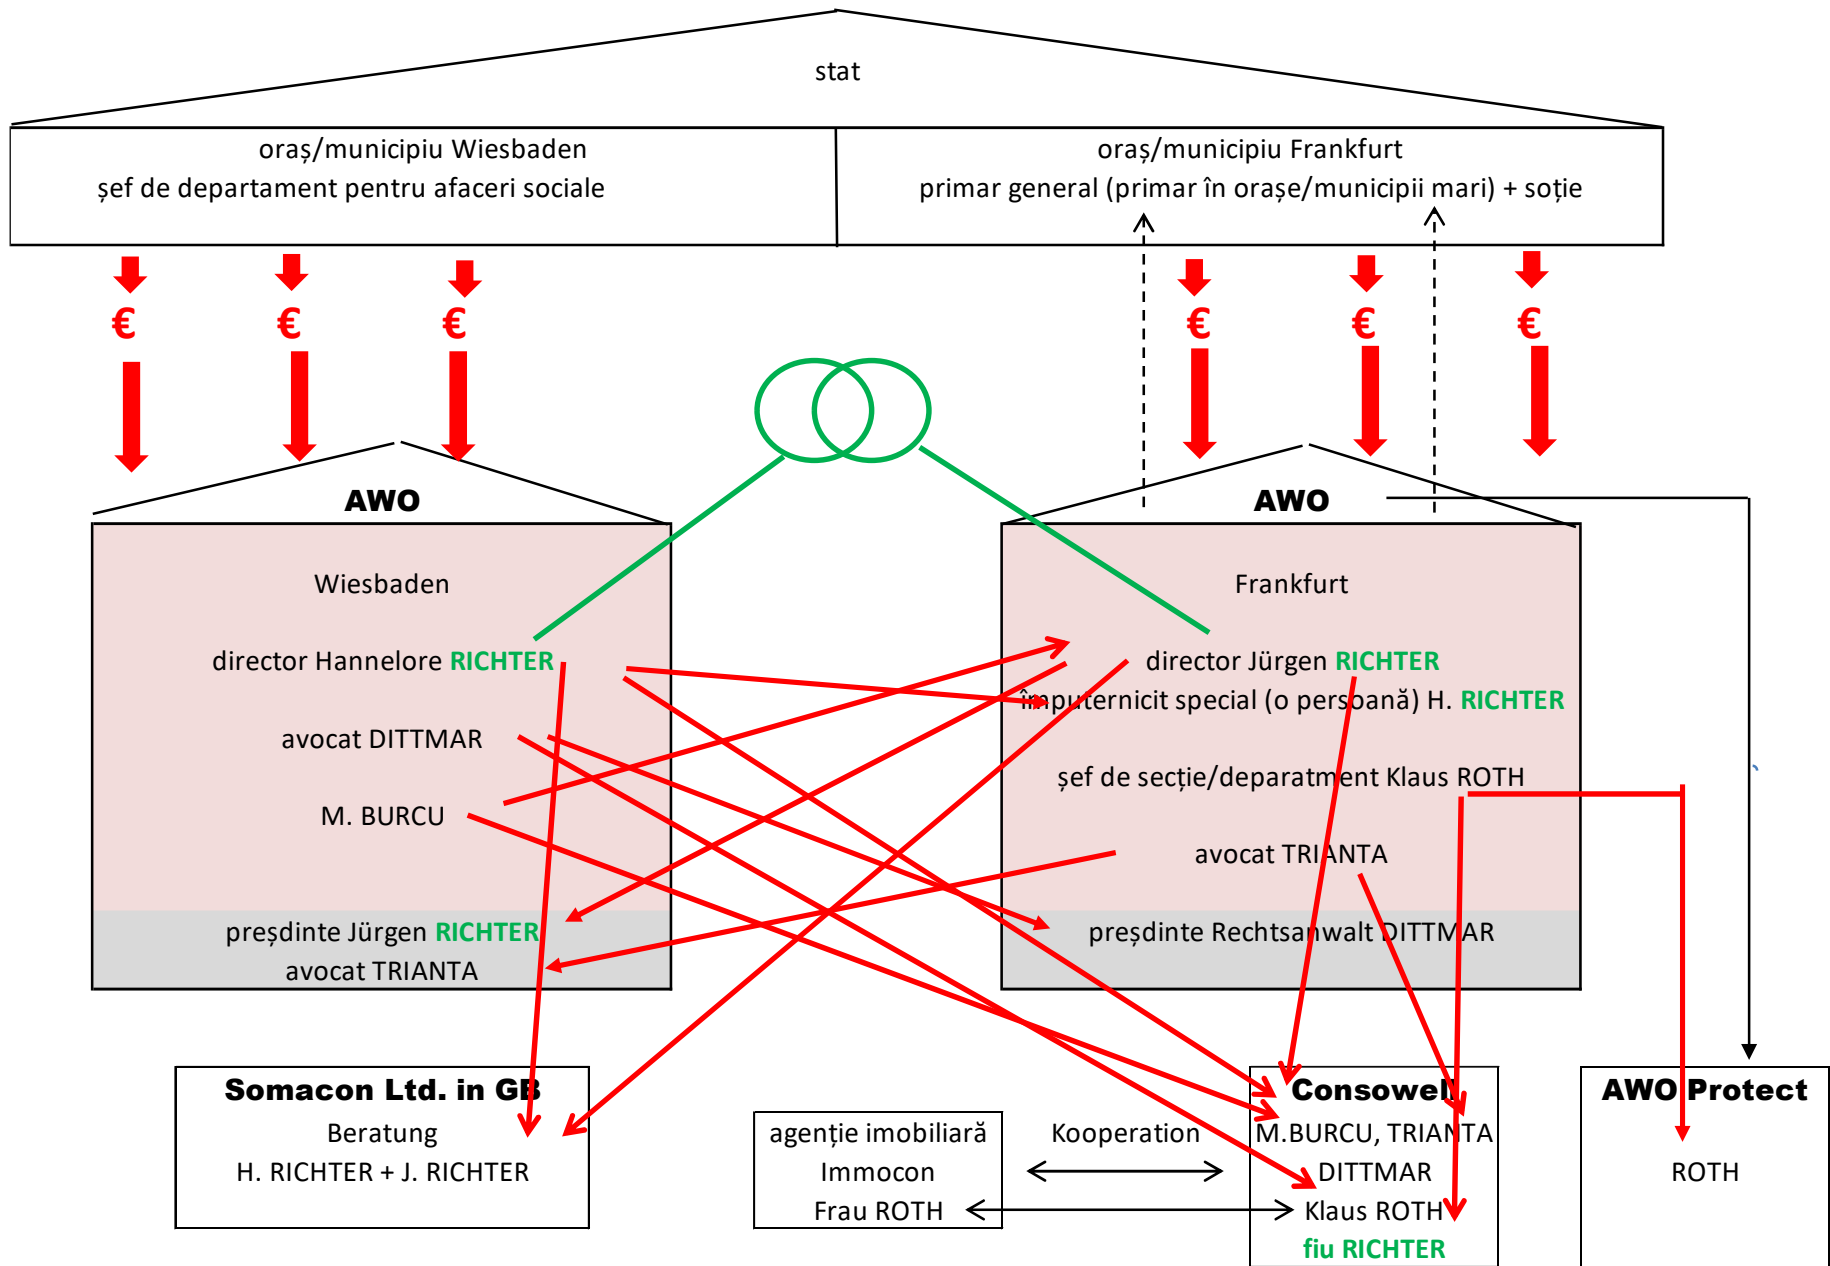 stat
oraș/municipiu Wiesbaden
șef de departament pentru afaceri sociale
oraș/municipiu Frankfurt
primar general (primar în orașe/municipii mari) + soție
€ € € € € €
AWO
Wiesbaden
director Hannelore RICHTER
avocat DITTMAR
M. BURCU
preșdinte Jürgen RICHTER
avocat TRIANTA
AWO
Frankfurt
director Jürgen RICHTER
împuternicit special (o persoană) H. RICHTER
șef de secție/deparatment Klaus ROTH
avocat TRIANTA
preșdinte Rechtsanwalt DITTMAR
Somacon Ltd. in GB
Beratung
H. RICHTER + J. RICHTER
agenție imobiliară
Immocon
Frau ROTH
Kooperation
Consowell
M.BURCU, TRIANTA
DITTMAR
Klaus ROTH
fiu RICHTER
AWO Protect
ROTH